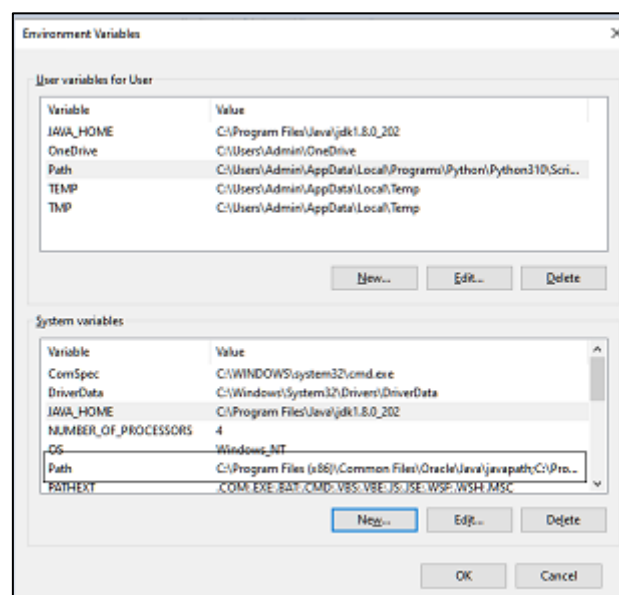 Environment Variables
User variables for User
Variable Value
JAVA_HOME C:\Program Files\Java\jdk1.8.0_202
OneDrive C:\Users\Admin\OneDrive
Path C:\Users\Admin\AppData\Local\Programs\Python\Python310\Scri...
TEMP C:\Users\Admin\AppData\Local\Temp
TMP C:\Users\Admin\AppData\Local\Temp
New... Edit... Delete
System variables
Variable Value
ComSpec C:\WINDOWS\system32\cmd.exe
DriverData C:\Windows\System32\Drivers\DriverData
JAVA_HOME C:\Program Files\Java\jdk1.8.0_202
NUMBER_OF_PROCESSORS 4
OS Windows_NT
Path C:\Program Files (x86)\Common Files\Oracle\Java\javapath;C:\Pro...
PATHEXT .COM;.EXE;.BAT;.CMD;.VBS;.VBE;.JS;.JSE;.WSF;.WSH;.MSC
New... Edit... Delete
OK Cancel